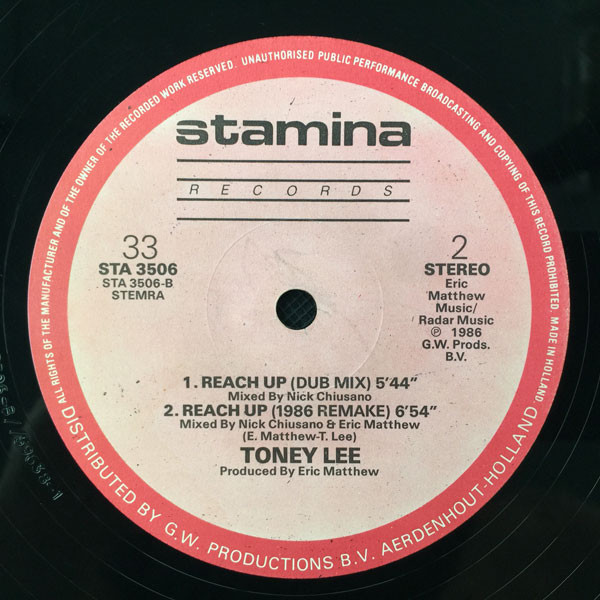 ALL RIGHTS OF THE MANUFACTURER AND OF THE OWNER OF THE RECORDED WORK RESERVED. UNAUTHORISED PUBLIC PERFORMANCE BROADCASTING AND COPYING OF THIS RECORD PROHIBITED. MADE IN HOLLAND
stamina
RECORDS
33
STA 3506
STA 3506-B
STEMRA
2
STEREO
Eric
Matthew
Music/
Radar Music
℗ 1986
G.W. Prods.
B.V.
1. REACH UP (DUB MIX) 5'44"
Mixed By Nick Chiusano
2. REACH UP (1986 REMAKE) 6'54"
Mixed By Nick Chiusano & Eric Matthew
(E. Matthew-T. Lee)
TONEY LEE
Produced By Eric Matthew
DISTRIBUTED BY G.W. PRODUCTIONS B.V. AERDENHOUT-HOLLAND